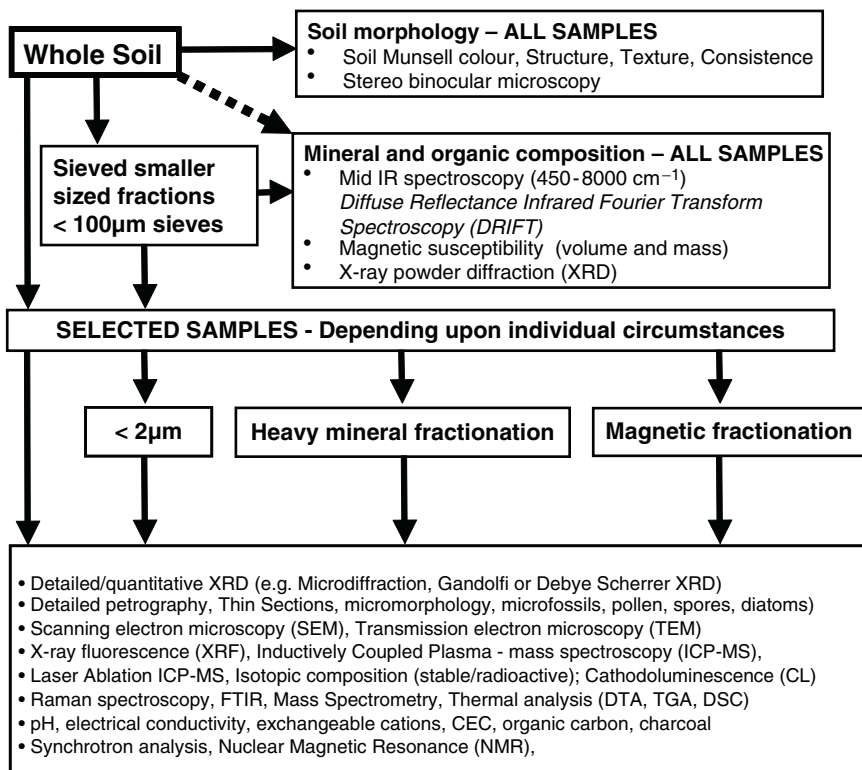 Whole Soil
Soil morphology – ALL SAMPLES
• Soil Munsell colour, Structure, Texture, Consistence
• Stereo binocular microscopy
Sieved smaller
sized fractions
< 100µm sieves
Mineral and organic composition – ALL SAMPLES
• Mid IR spectroscopy (450-8000 cm⁻¹)
Diffuse Reflectance Infrared Fourier Transform
Spectroscopy (DRIFT)
• Magnetic susceptibility (volume and mass)
• X-ray powder diffraction (XRD)
SELECTED SAMPLES - Depending upon individual circumstances
< 2µm
Heavy mineral fractionation
Magnetic fractionation
• Detailed/quantitative XRD (e.g. Microdiffraction, Gandolfi or Debye Scherrer XRD)
• Detailed petrography, Thin Sections, micromorphology, microfossils, pollen, spores, diatoms)
• Scanning electron microscopy (SEM), Transmission electron microscopy (TEM)
• X-ray fluorescence (XRF), Inductively Coupled Plasma - mass spectroscopy (ICP-MS),
• Laser Ablation ICP-MS, Isotopic composition (stable/radioactive); Cathodoluminescence (CL)
• Raman spectroscopy, FTIR, Mass Spectrometry, Thermal analysis (DTA, TGA, DSC)
• pH, electrical conductivity, exchangeable cations, CEC, organic carbon, charcoal
• Synchrotron analysis, Nuclear Magnetic Resonance (NMR),